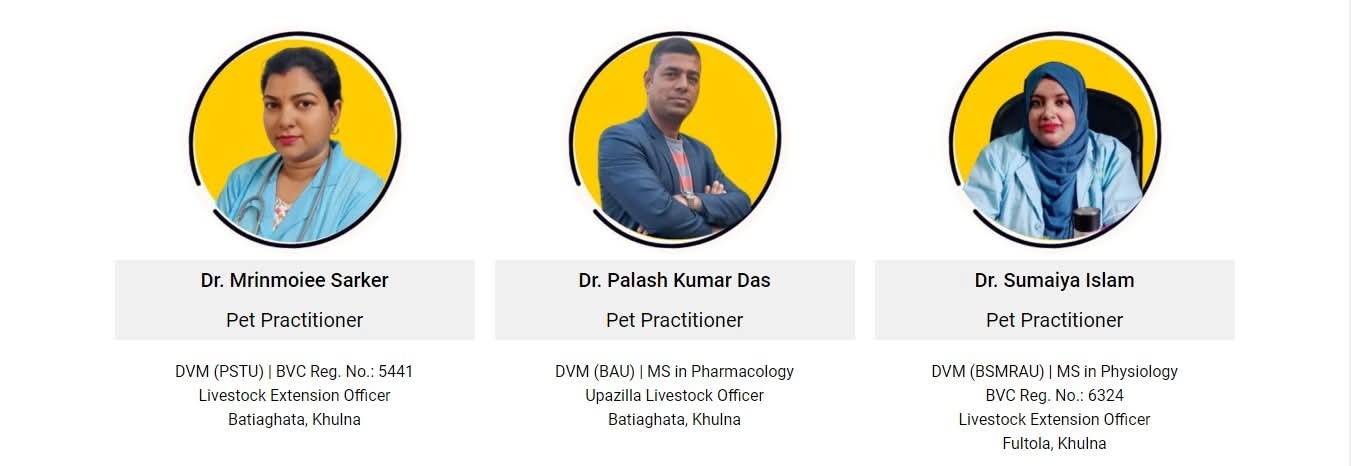 Dr. Mrinmoiee Sarker
Pet Practitioner
DVM (PSTU) | BVC Reg. No.: 5441
Livestock Extension Officer
Batiaghata, Khulna
Dr. Palash Kumar Das
Pet Practitioner
DVM (BAU) | MS in Pharmacology
Upazilla Livestock Officer
Batiaghata, Khulna
Dr. Sumaiya Islam
Pet Practitioner
DVM (BSMRAU) | MS in Physiology
BVC Reg. No.: 6324
Livestock Extension Officer
Fultola, Khulna